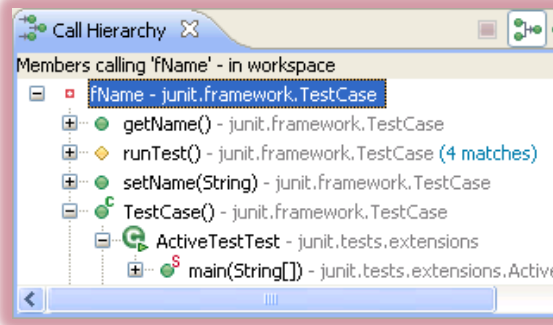 Call Hierarchy
Members calling 'fName' - in workspace
fName - junit.framework.TestCase
getName() - junit.framework.TestCase
runTest() - junit.framework.TestCase (4 matches)
setName(String) - junit.framework.TestCase
C TestCase() - junit.framework.TestCase
ActiveTestTest - junit.tests.extensions
S main(String[]) - junit.tests.extensions.Active